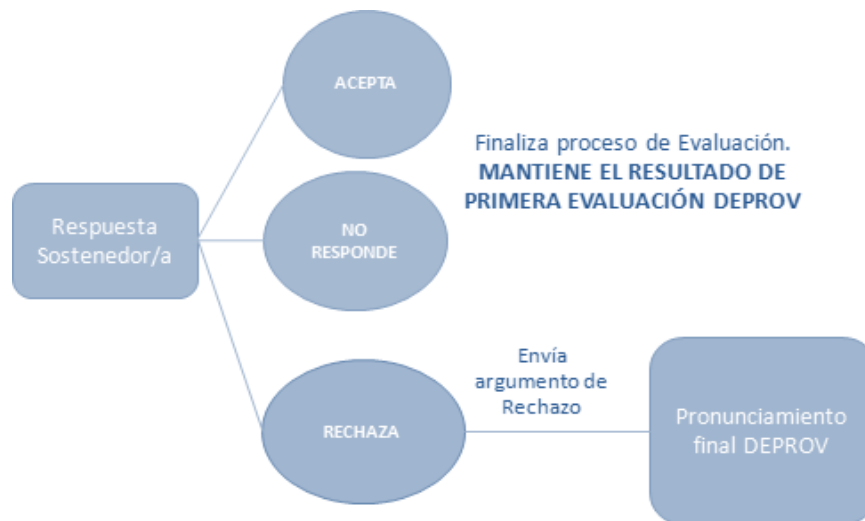 ACEPTA
Finaliza proceso de Evaluación.
MANTIENE EL RESULTADO DE
PRIMERA EVALUACIÓN DEPROV
Respuesta
Sostenedor/a
NO
RESPONDE
RECHAZA
Envía
argumento de
Rechazo
Pronunciamiento
final DEPROV